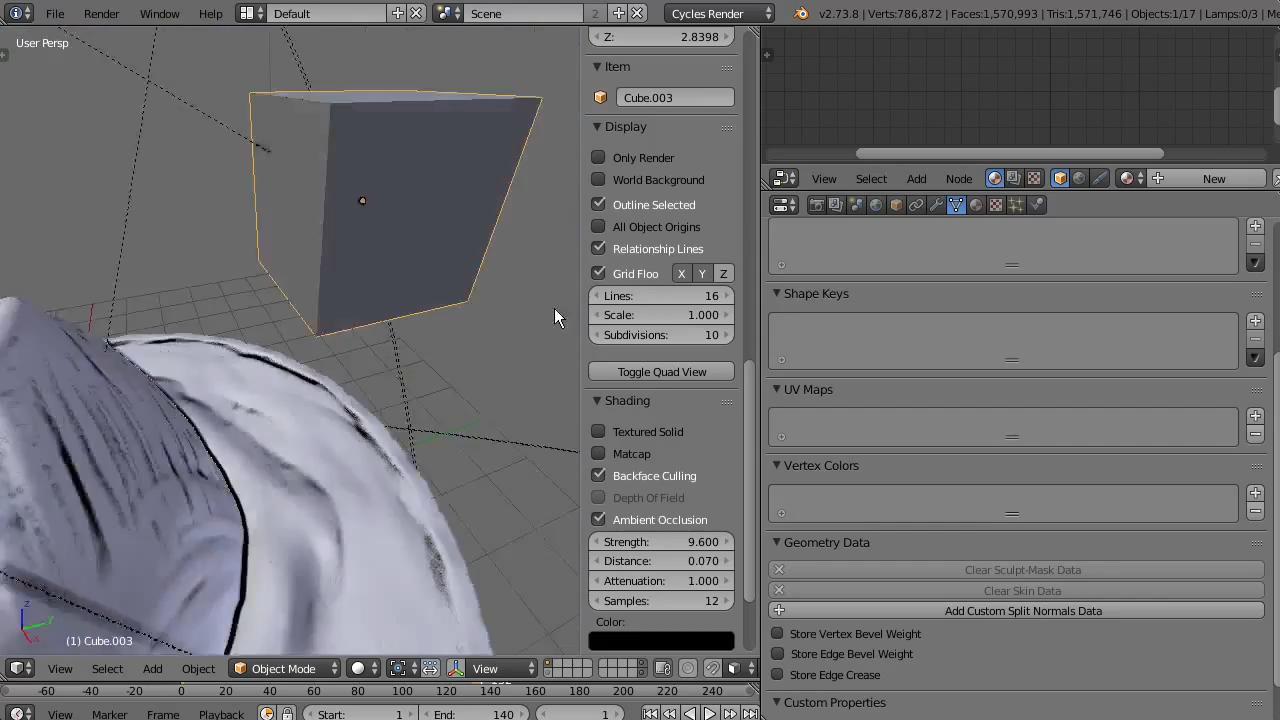 File Render Window Help Default Scene 2 Cycles Render v2.73.8 | Verts:786,872 | Faces:1,570,993 | Tris:1,571,746 | Objects:1/17 | Lamps:0/3 |
User Persp
Z: 2.8398
Item
Cube.003
Display
Only Render
World Background
Outline Selected
All Object Origins
Relationship Lines
Grid Floo X Y Z
Lines: 16
Scale: 1.000
Subdivisions: 10
Toggle Quad View
Shading
Textured Solid
Matcap
Backface Culling
Depth Of Field
Ambient Occlusion
Strength: 9.600
Distance: 0.070
Attenuation: 1.000
Samples: 12
Color:
View Select Add Node New
Shape Keys
UV Maps
Vertex Colors
Geometry Data
Clear Sculpt-Mask Data
Clear Skin Data
Add Custom Split Normals Data
Store Vertex Bevel Weight
Store Edge Bevel Weight
Store Edge Crease
Custom Properties
z
y
x
(1) Cube.003
View Select Add Object Object Mode View
-60 -40 -20 0 20 40 60 80 100 120 140 160 180 200 220 240
View Marker Frame Playback Start: 1 End: 140 1